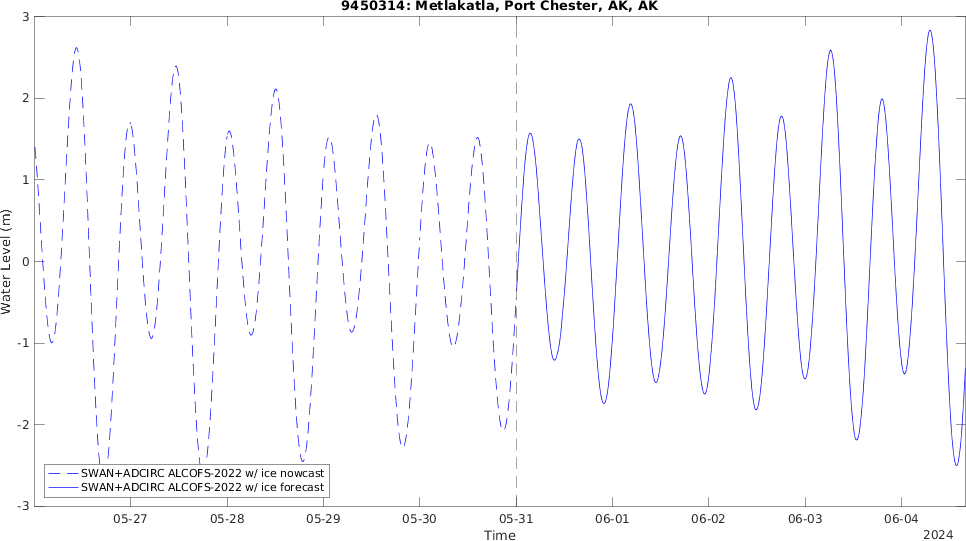 9450314: Metlakatla, Port Chester, AK, AK
3
2
1
0
-1
-2
-3
Water Level (m)
SWAN+ADCIRC ALCOFS-2022 w/ ice nowcast
SWAN+ADCIRC ALCOFS-2022 w/ ice forecast
05-27 05-28 05-29 05-30 05-31 06-01 06-02 06-03 06-04
Time
2024